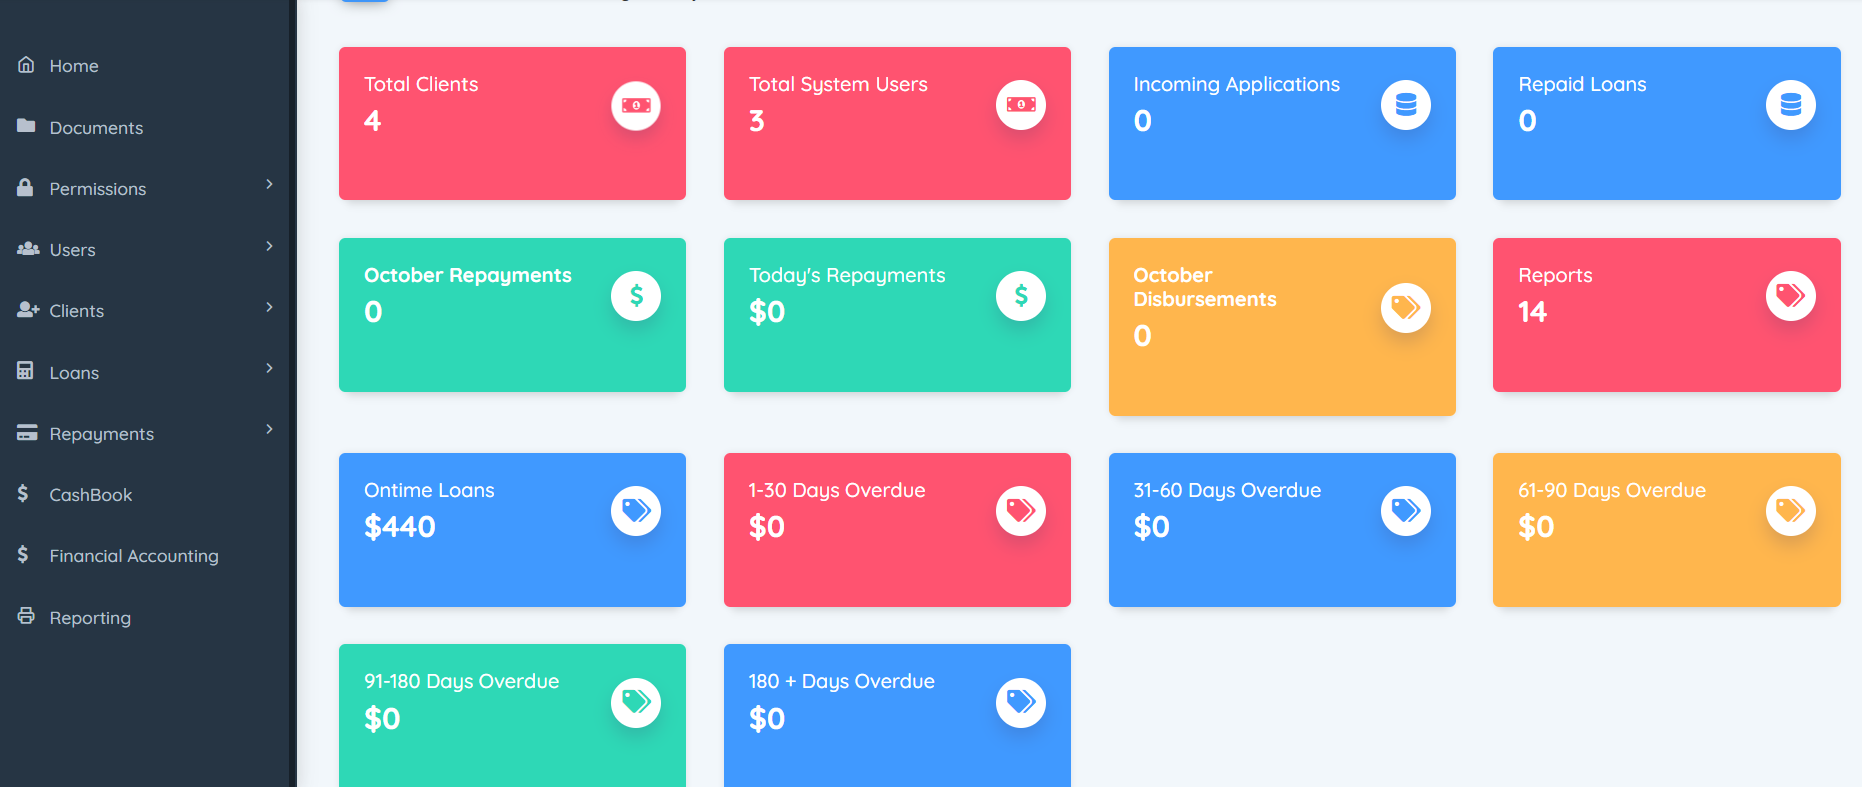 Home
Documents
Permissions
Users
Clients
Loans
Repayments
CashBook
Financial Accounting
Reporting
Total Clients
4
Total System Users
3
Incoming Applications
0
Repaid Loans
0
October Repayments
0
Today's Repayments
$0
October
Disbursements
0
Reports
14
Ontime Loans
$440
1-30 Days Overdue
$0
31-60 Days Overdue
$0
61-90 Days Overdue
$0
91-180 Days Overdue
$0
180 + Days Overdue
$0